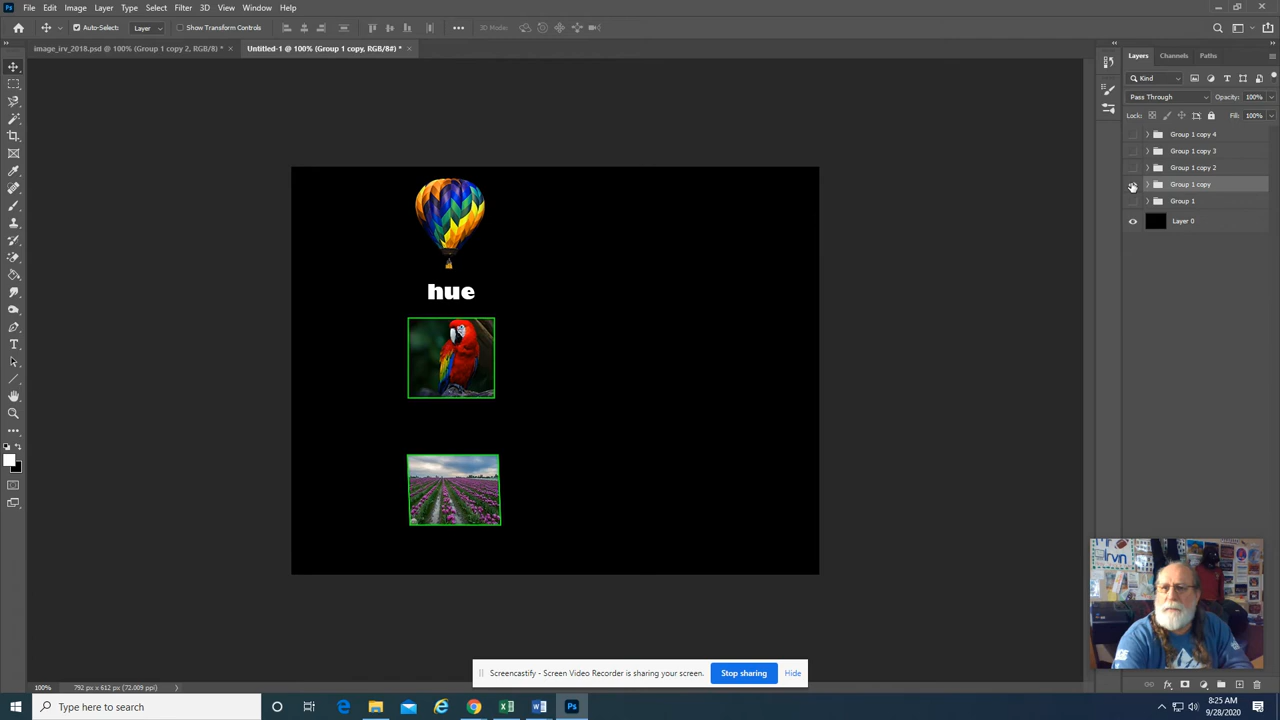 File Edit Image Layer Type Select Filter 3D View Window Help
Auto-Select: Layer Show Transform Controls 3D Mode:
image_irv_2018.psd @ 100% (Group 1 copy 2, RGB/8) * × Untitled-1 @ 100% (Group 1 copy, RGB/8#) * ×
Layers Channels Paths
Kind
Pass Through Opacity: 100%
Lock: Fill: 100%
Group 1 copy 4
Group 1 copy 3
Group 1 copy 2
Group 1 copy
Group 1
Layer 0
hue
Screencastify - Screen Video Recorder is sharing your screen. Stop sharing Hide
100% 792 px x 612 px (72.009 ppi)
Type here to search
8:25 AM
9/28/2020